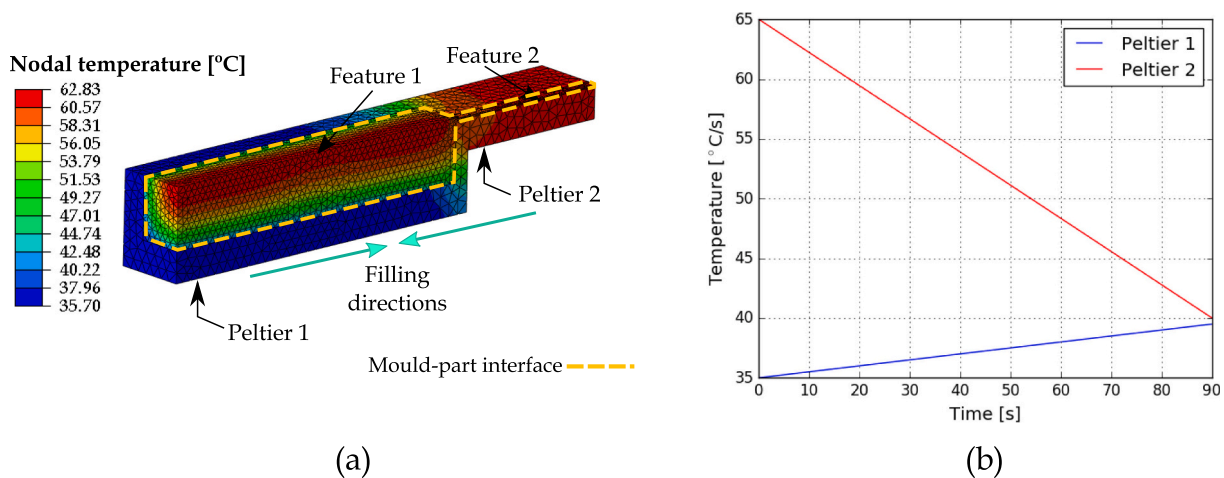 Nodal temperature [ºC]
62.83
60.57
58.31
56.05
53.79
51.53
49.27
47.01
44.74
42.48
40.22
37.96
35.70
Feature 1
Feature 2
Peltier 2
Peltier 1
Filling
directions
Mould-part interface
(a)
65
60
55
50
45
40
35
Temperature [ °C/s]
Peltier 1
Peltier 2
0 10 20 30 40 50 60 70 80 90
Time [s]
(b)